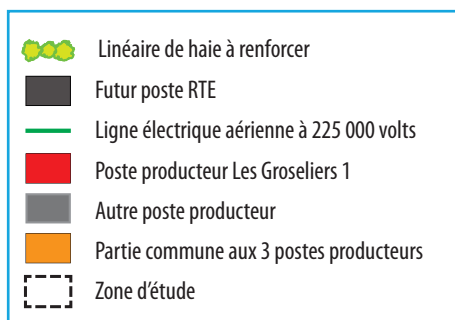 Linéaire de haie à renforcer
Futur poste RTE
Ligne électrique aérienne à 225 000 volts
Poste producteur Les Groseliers 1
Autre poste producteur
Partie commune aux 3 postes producteurs
Zone d'étude